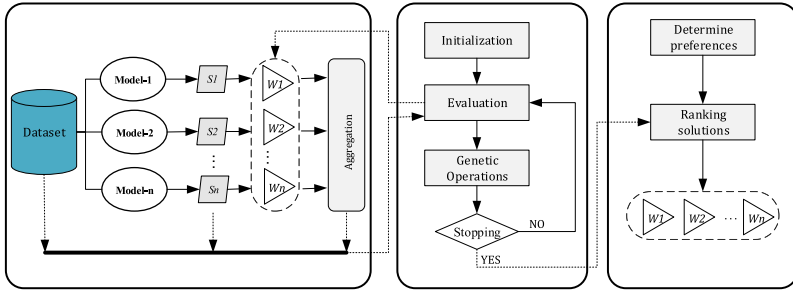 Dataset
Model-1
Model-2
Model-n
S1
S2
⋮
Sn
W1
W2
...
Wn
Aggregation
Initialization
Evaluation
Genetic
Operations
Stopping
NO
YES
Determine
preferences
Ranking
solutions
W1 W2 ... Wn